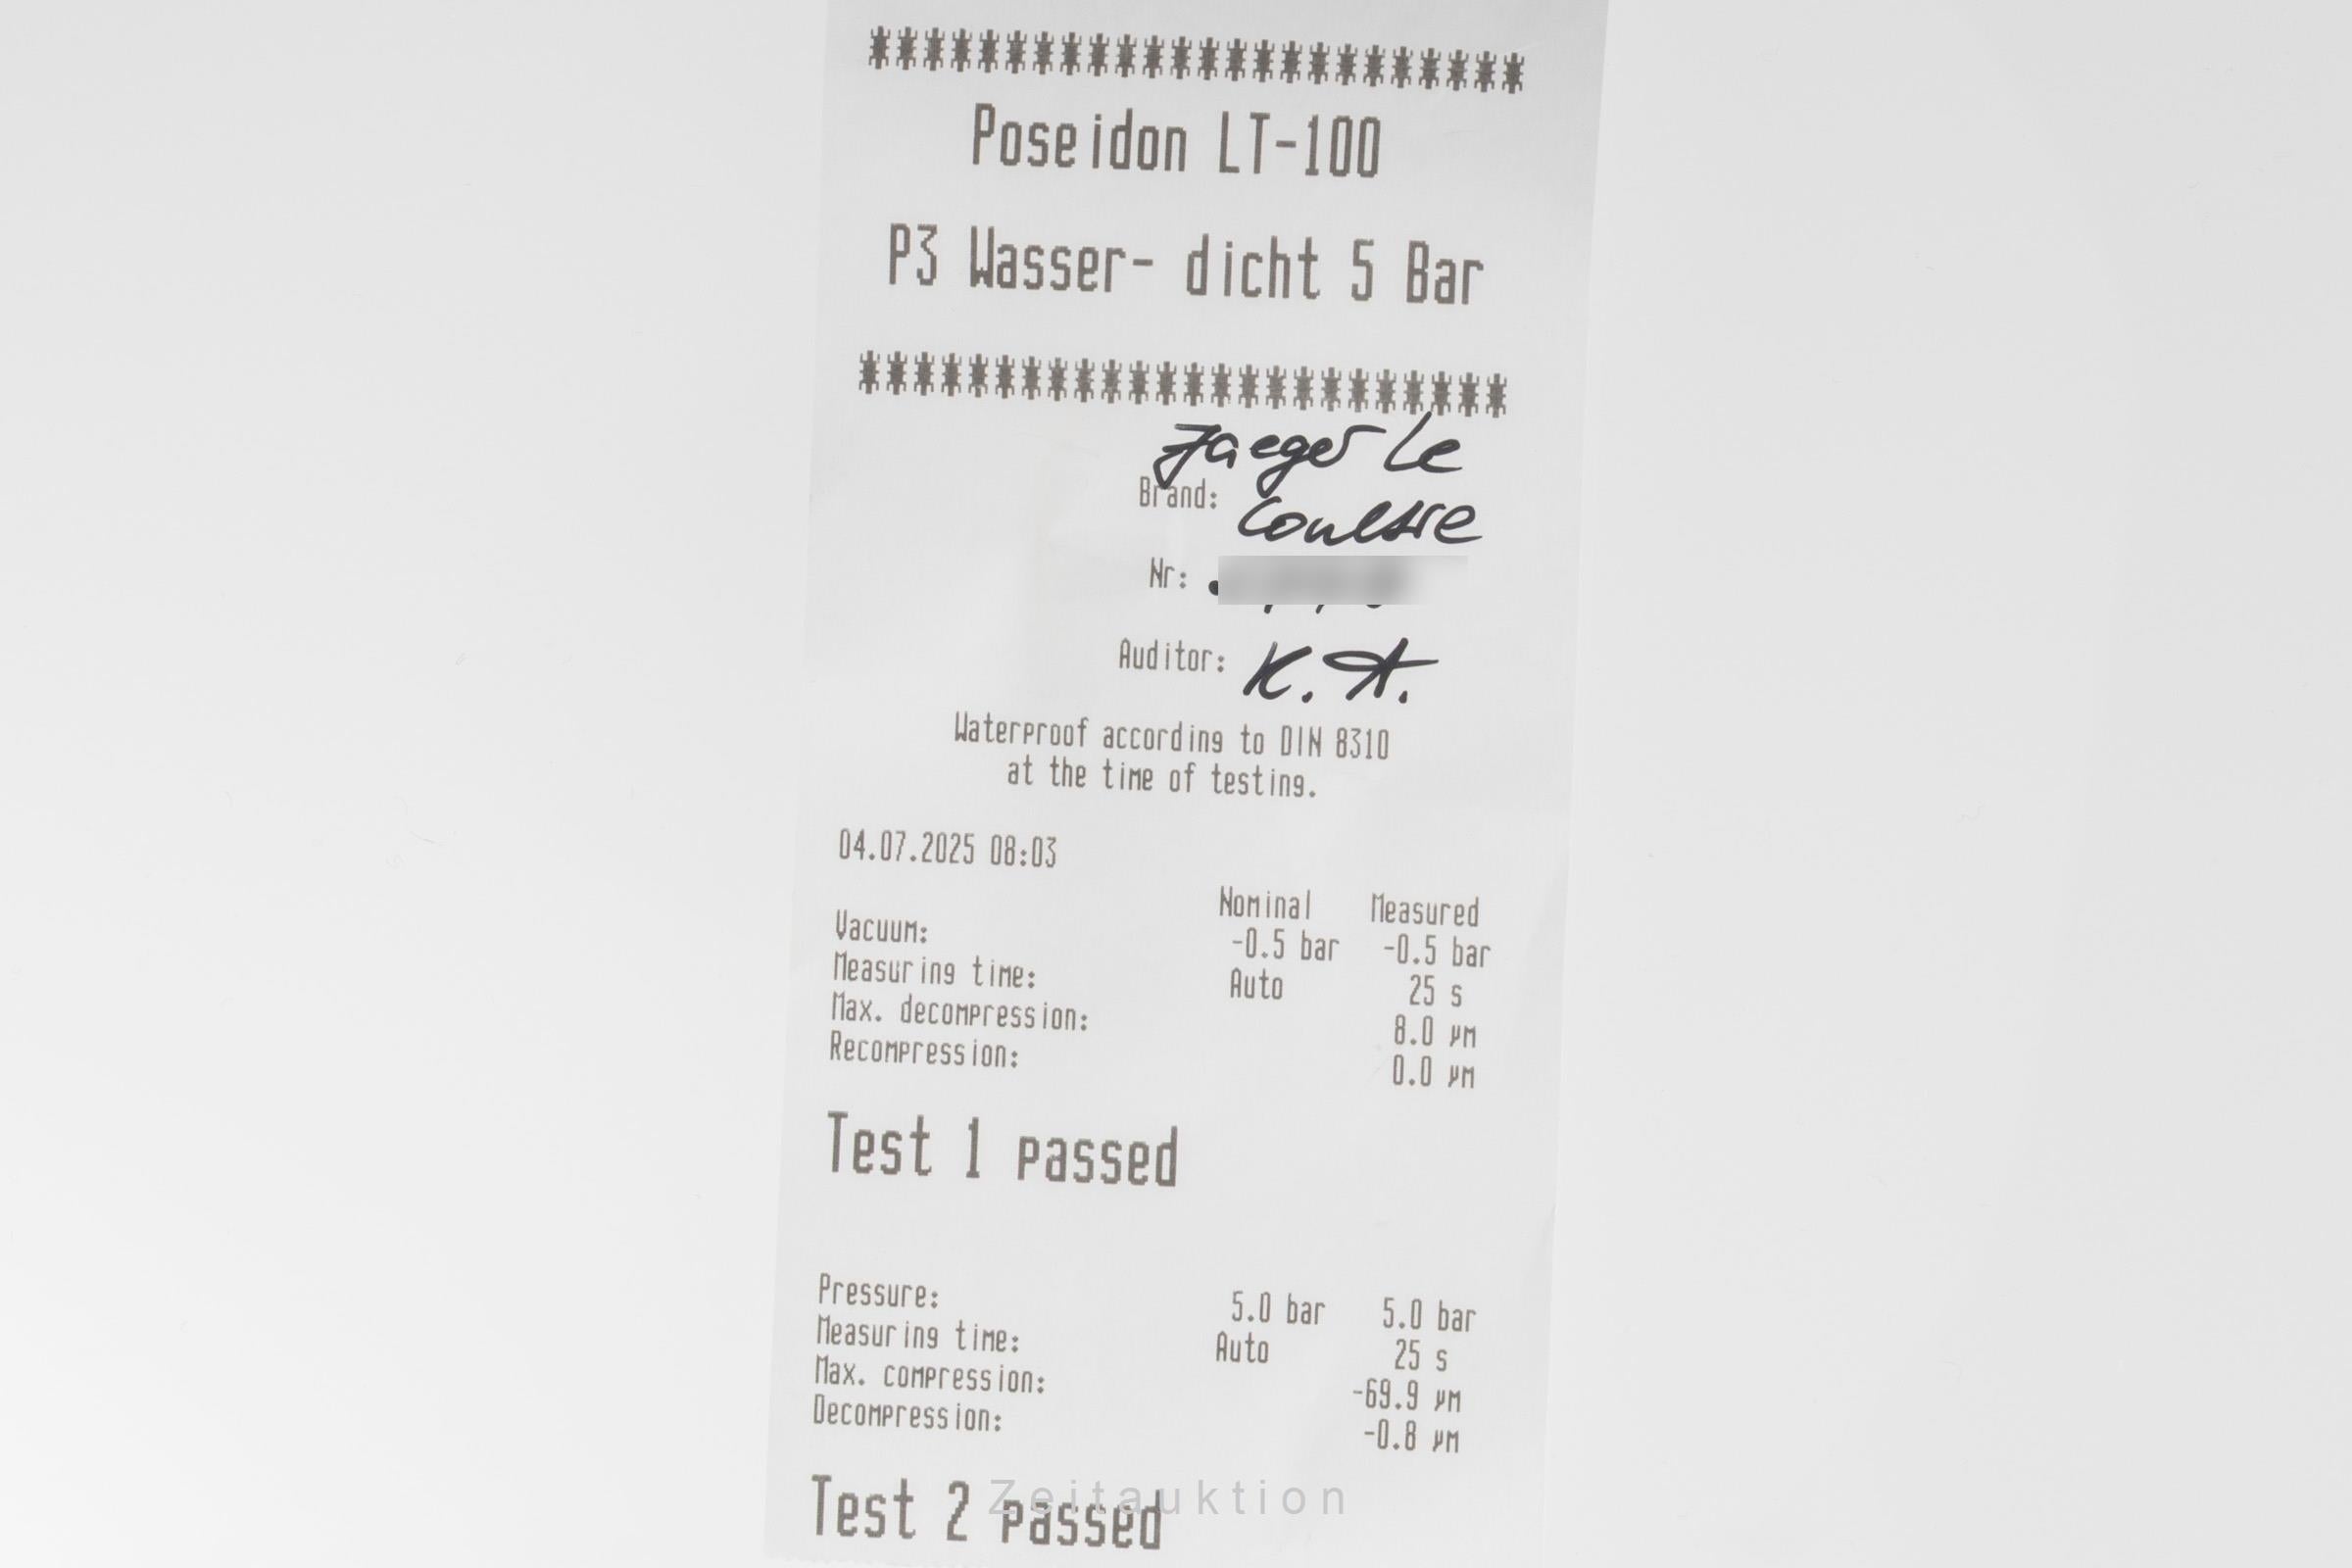 ************************
Poseidon LT-100
P3 Wasser- dicht 5 Bar
************************
Jaeger Le
Brand: Coultre
Nr:
Auditor: K.A.
Waterproof according to DIN 8310
at the time of testing.
04.07.2025 08:03
Nominal Measured
Vacuum: -0.5 bar -0.5 bar
Measuring time: Auto 25 s
Max. decompression: 8.0 µm
Recompression: 0.0 µm
Test 1 passed
Pressure: 5.0 bar 5.0 bar
Measuring time: Auto 25 s
Max. compression: -69.9 µm
Decompression: -0.8 µm
Test 2 passed
Zeitauktion